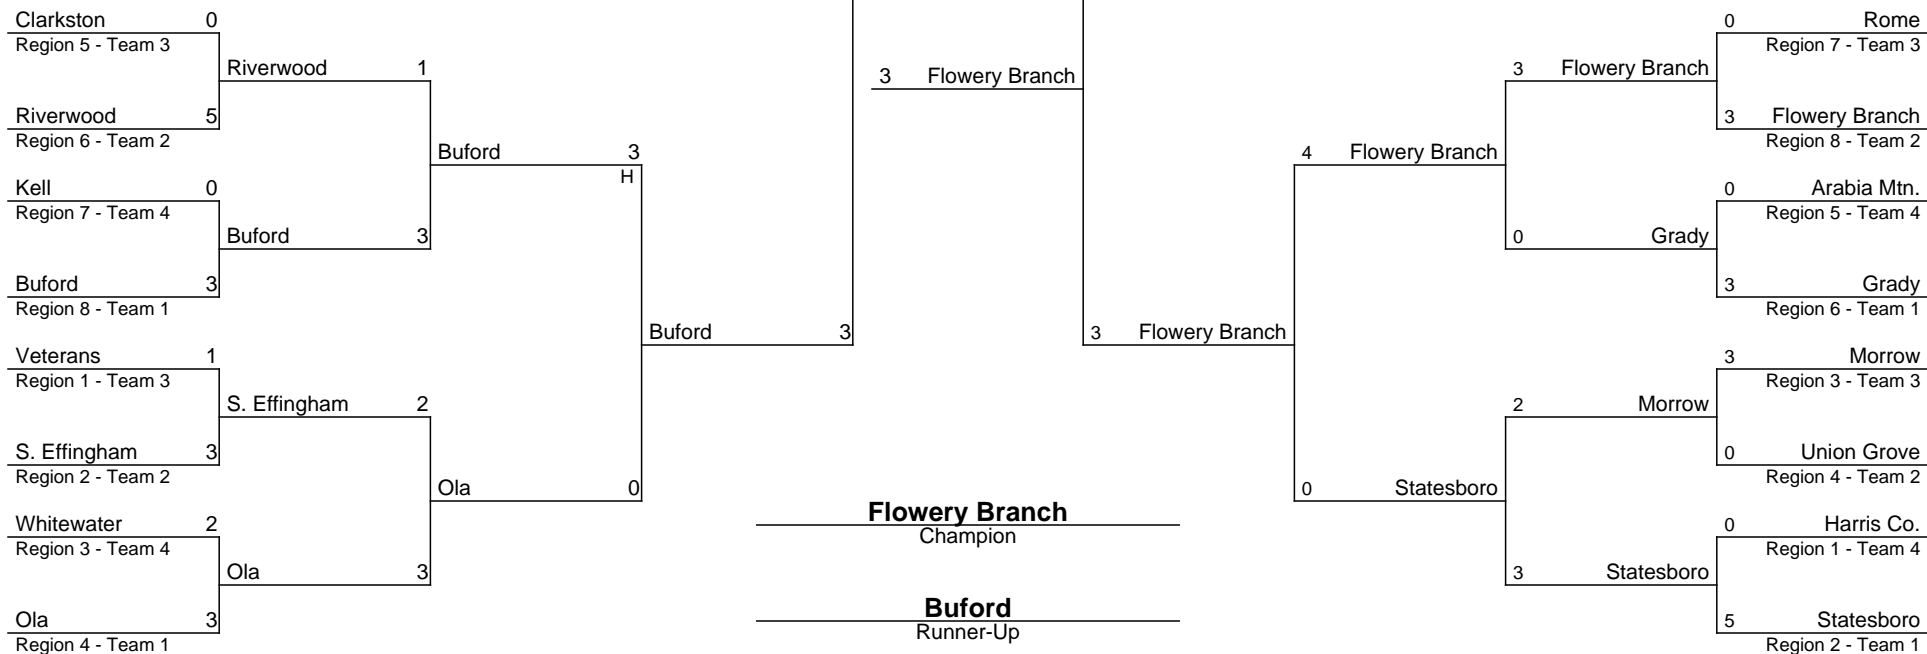 Clarkston 0
Region 5 - Team 3
Riverwood 5
Region 6 - Team 2
Kell 0
Region 7 - Team 4
Buford 3
Region 8 - Team 1
Veterans 1
Region 1 - Team 3
S. Effingham 3
Region 2 - Team 2
Whitewater 2
Region 3 - Team 4
Ola 3
Region 4 - Team 1
Riverwood 1
Buford 3
S. Effingham 2
Ola 3
Buford 3
H
Ola 0
Buford 3
3 Flowery Branch
Flowery Branch
Champion
Buford
Runner-Up
3 Flowery Branch
4 Flowery Branch
0 Statesboro
3 Flowery Branch
0 Grady
2 Morrow
3 Statesboro
0 Rome
Region 7 - Team 3
3 Flowery Branch
Region 8 - Team 2
0 Arabia Mtn.
Region 5 - Team 4
3 Grady
Region 6 - Team 1
3 Morrow
Region 3 - Team 3
0 Union Grove
Region 4 - Team 2
0 Harris Co.
Region 1 - Team 4
5 Statesboro
Region 2 - Team 1